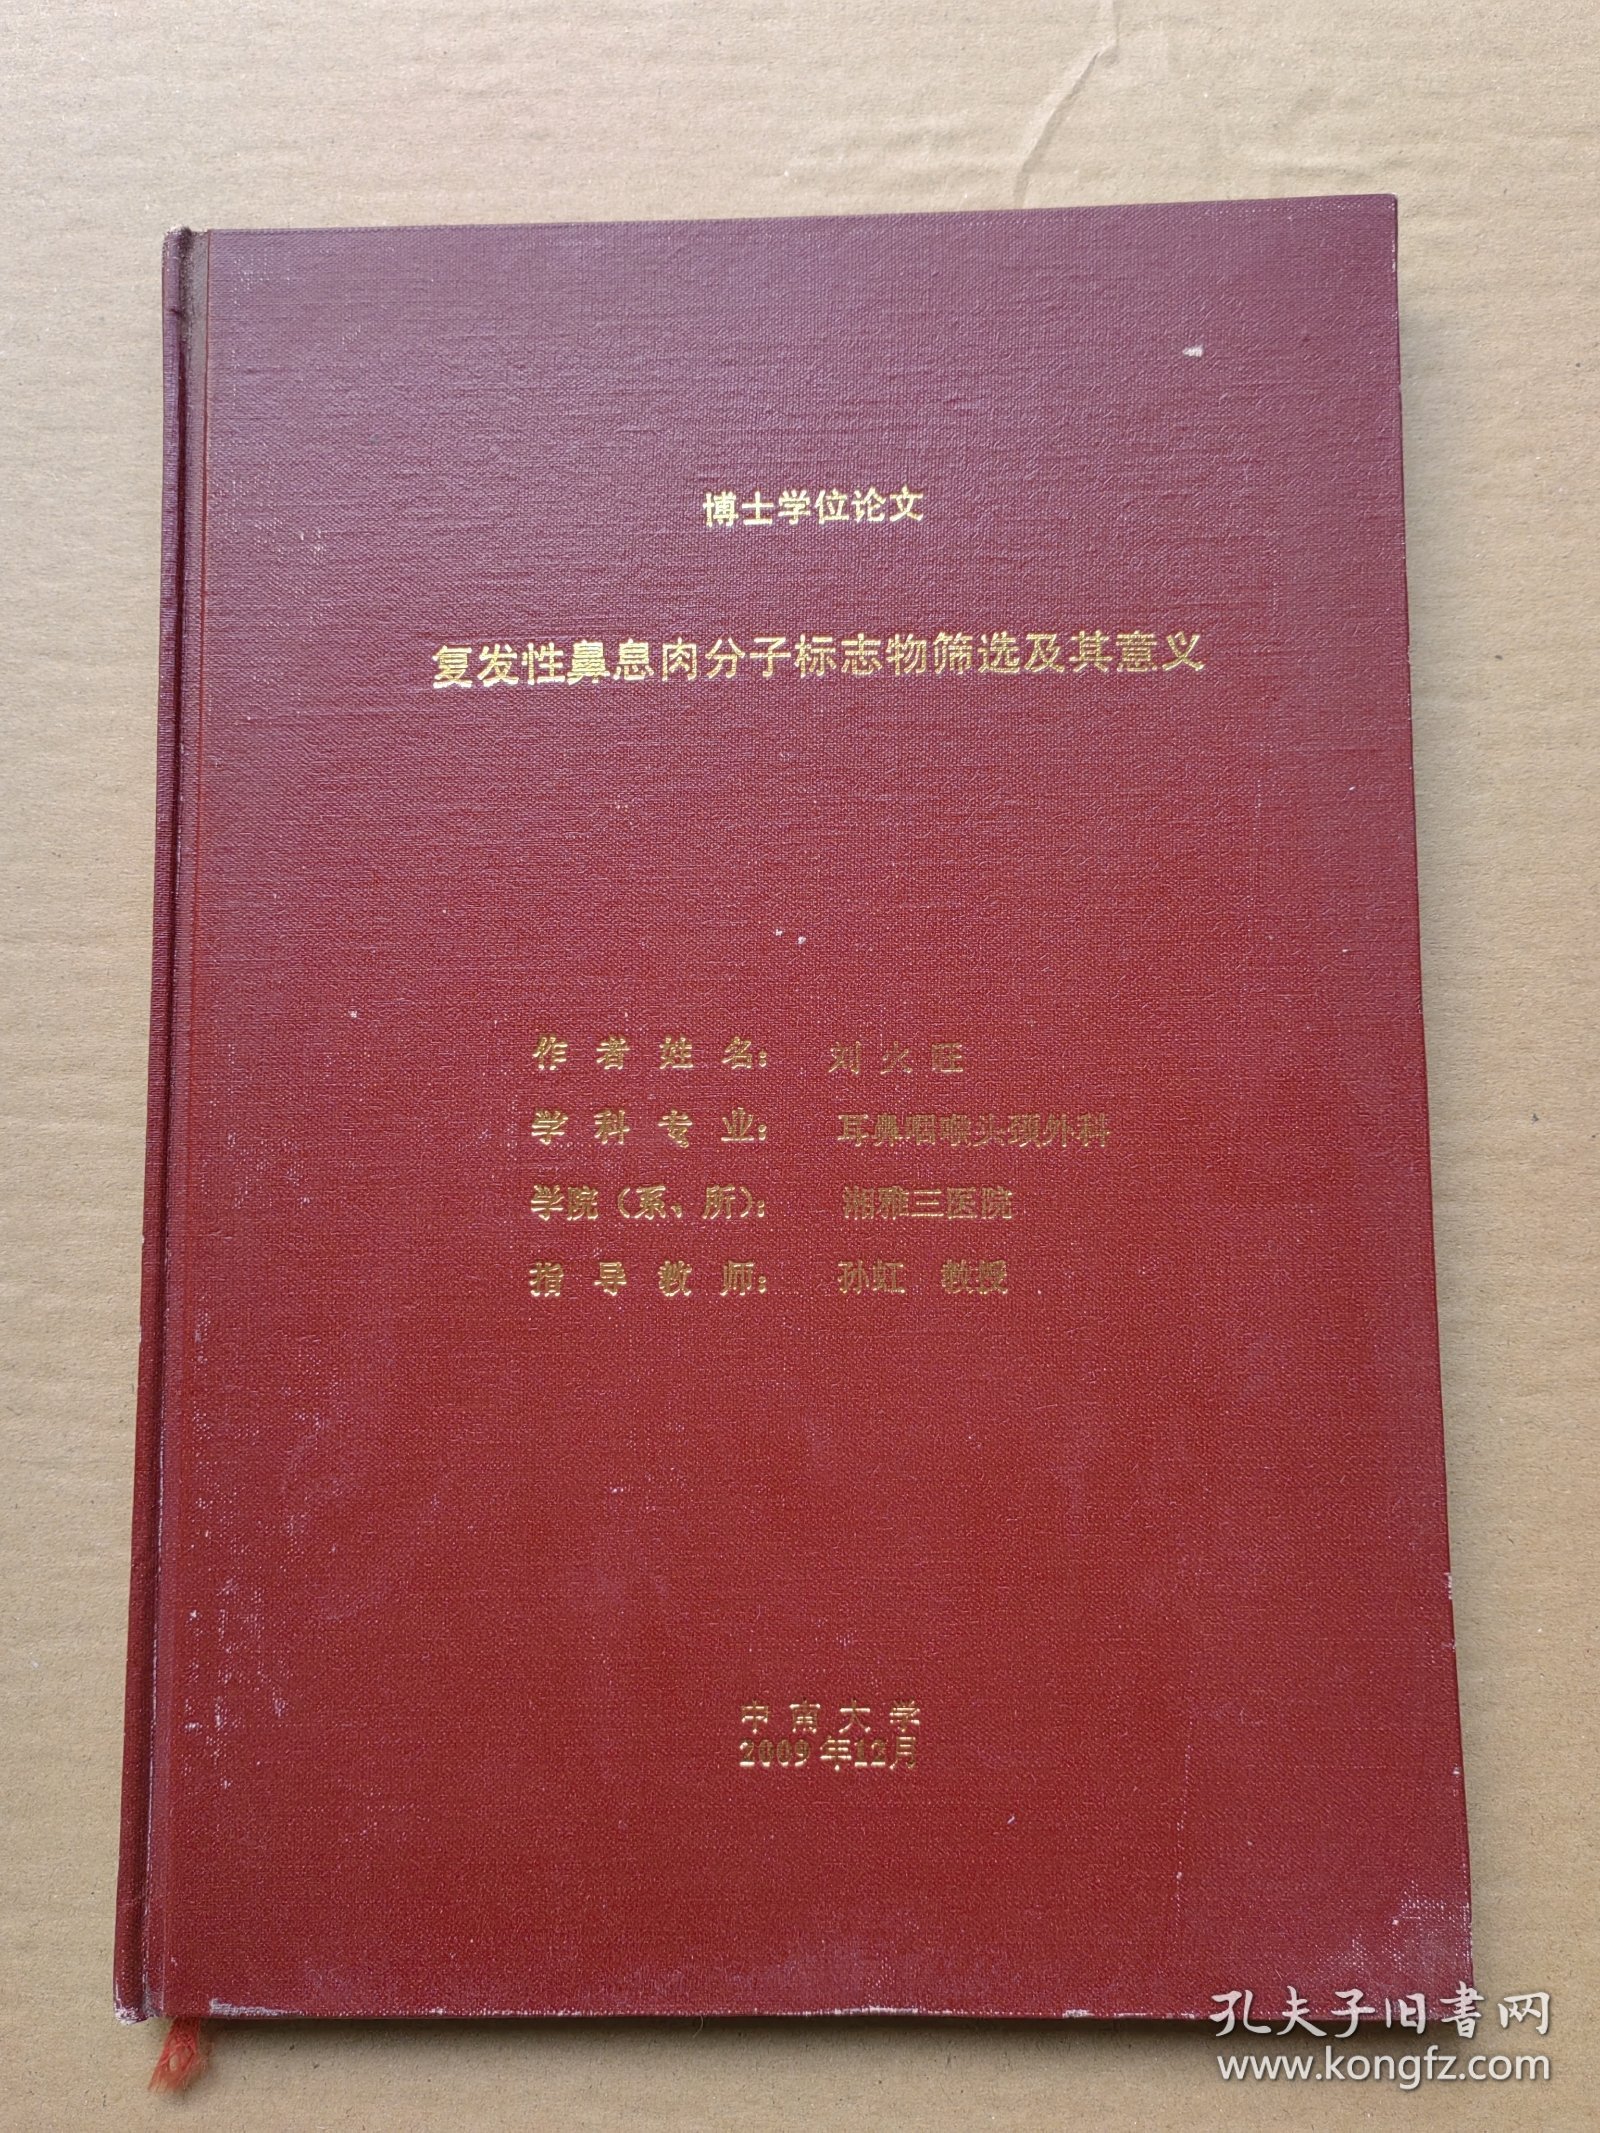 博士学位论文
复发性鼻息肉分子标志物筛选及其意义
作者姓名： 刘火旺
学科专业： 耳鼻咽喉头颈外科
学院（系、所）： 湘雅三医院
指导教师： 孙虹 教授
中南大学
2009年12月
孔夫子旧書网
www.kongfz.com